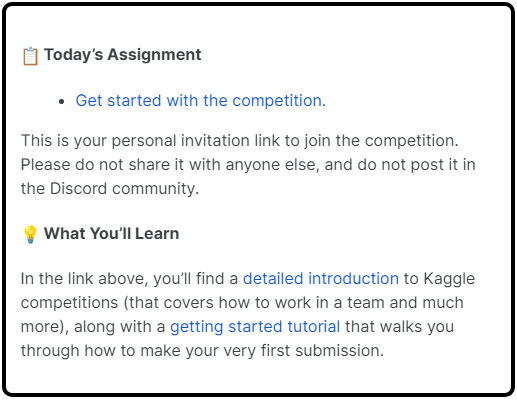 📋 Today’s Assignment
• Get started with the competition.
This is your personal invitation link to join the competition.
Please do not share it with anyone else, and do not post it in
the Discord community.
💡 What You’ll Learn
In the link above, you’ll find a detailed introduction to Kaggle
competitions (that covers how to work in a team and much
more), along with a getting started tutorial that walks you
through how to make your very first submission.